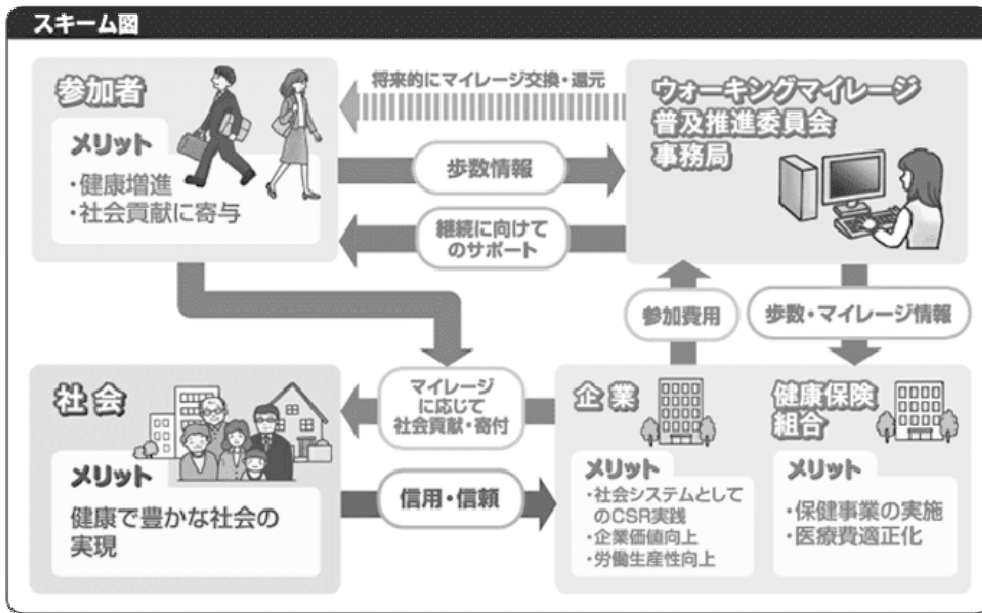 スキーム図
参加者
メリット
・健康増進
・社会貢献に寄与
将来的にマイレージ交換・還元
歩数情報
継続に向けて
のサポート
ウォーキングマイレージ
普及推進委員会
事務局
参加費用
歩数・マイレージ情報
社会
メリット
健康で豊かな社会の
実現
マイレージ
に応じて
社会貢献・寄付
信用・信頼
企業
メリット
・社会システムとして
のCSR実践
・企業価値向上
・労働生産性向上
健康保険
組合
メリット
・保健事業の実施
・医療費適正化